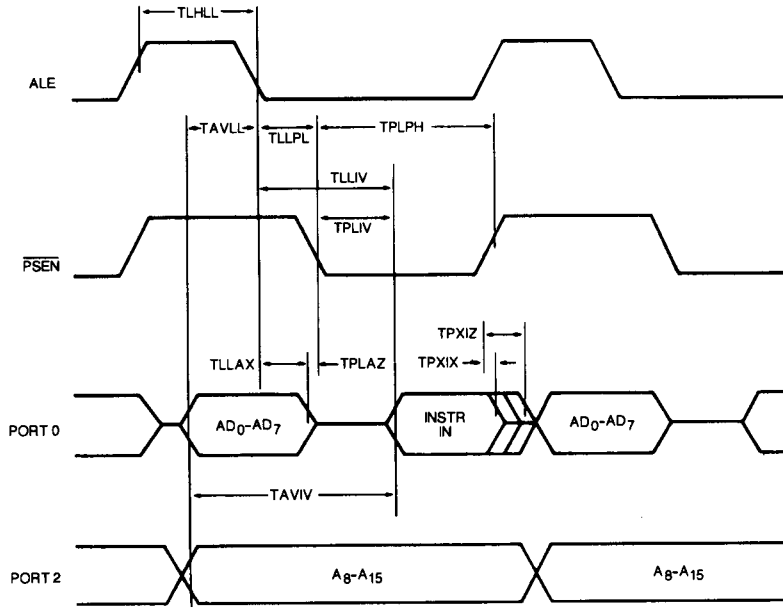 TLHLL
ALE
TAVLL
TLLPL
TPLPH
TLLIV
TPLIV
PSEN
TPXIZ
TLLAX
TPLAZ
TPXIX
PORT 0
AD0-AD7
INSTR
IN
AD0-AD7
TAVIV
PORT 2
A8-A15
A8-A15